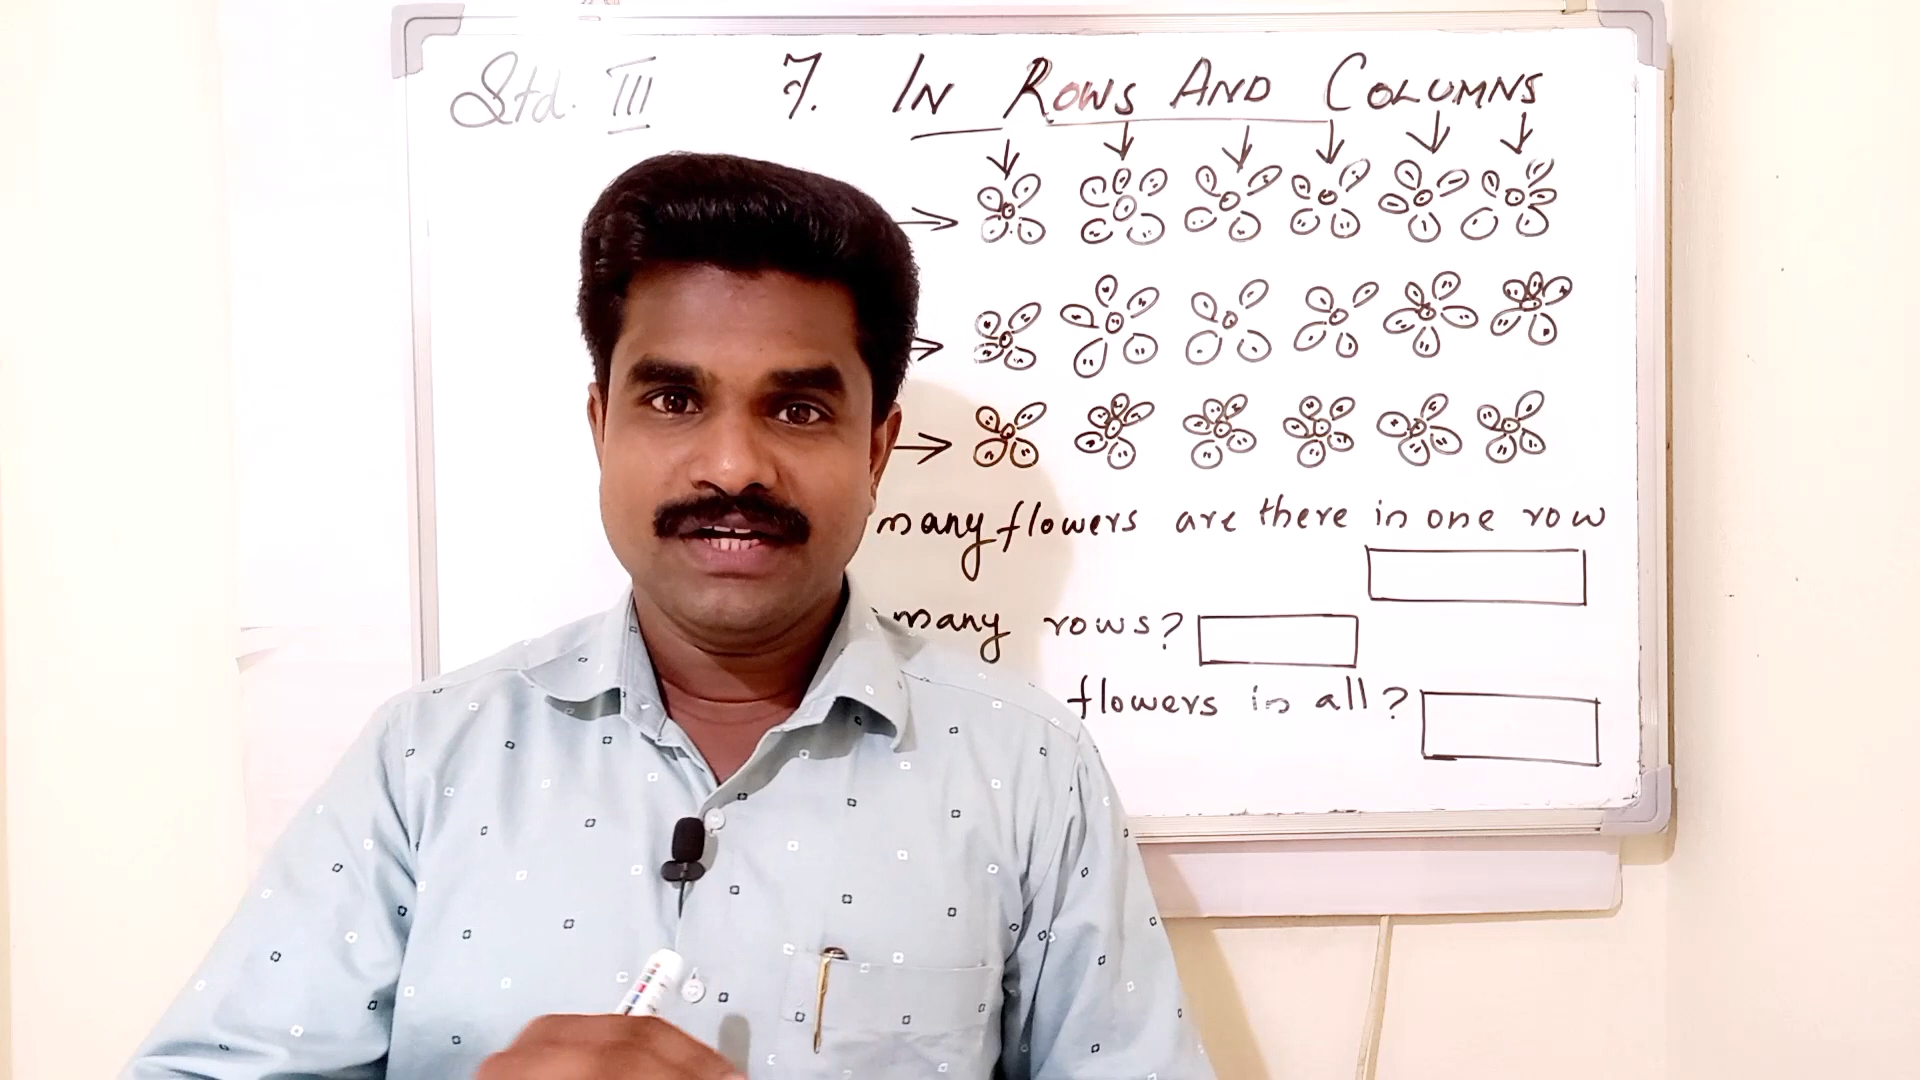 Std. III 7. IN ROWS AND COLUMNS
many flowers are there in one row
many rows?
flowers in all?